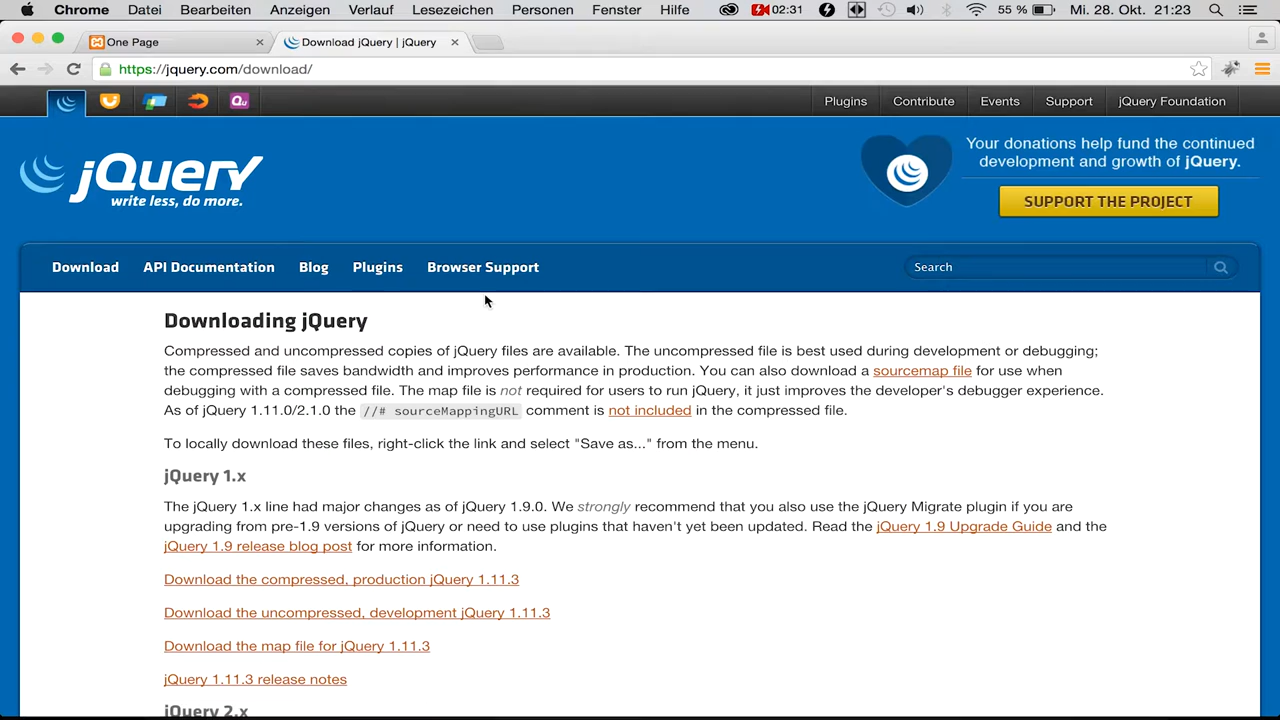 Chrome Datei Bearbeiten Anzeigen Verlauf Lesezeichen Personen Fenster Hilfe 02:31 55 % Mi. 28. Okt. 21:23
One Page Download jQuery | jQuery
https://jquery.com/download/
Qu Plugins Contribute Events Support jQuery Foundation
Your donations help fund the continued
development and growth of jQuery.
jQuery
write less, do more.
SUPPORT THE PROJECT
Download API Documentation Blog Plugins Browser Support Search
Downloading jQuery
Compressed and uncompressed copies of jQuery files are available. The uncompressed file is best used during development or debugging;
the compressed file saves bandwidth and improves performance in production. You can also download a sourcemap file for use when
debugging with a compressed file. The map file is not required for users to run jQuery, it just improves the developer's debugger experience.
As of jQuery 1.11.0/2.1.0 the //# sourceMappingURL comment is not included in the compressed file.
To locally download these files, right-click the link and select "Save as..." from the menu.
jQuery 1.x
The jQuery 1.x line had major changes as of jQuery 1.9.0. We strongly recommend that you also use the jQuery Migrate plugin if you are
upgrading from pre-1.9 versions of jQuery or need to use plugins that haven't yet been updated. Read the jQuery 1.9 Upgrade Guide and the
jQuery 1.9 release blog post for more information.
Download the compressed, production jQuery 1.11.3
Download the uncompressed, development jQuery 1.11.3
Download the map file for jQuery 1.11.3
jQuery 1.11.3 release notes
jQuery 2.x